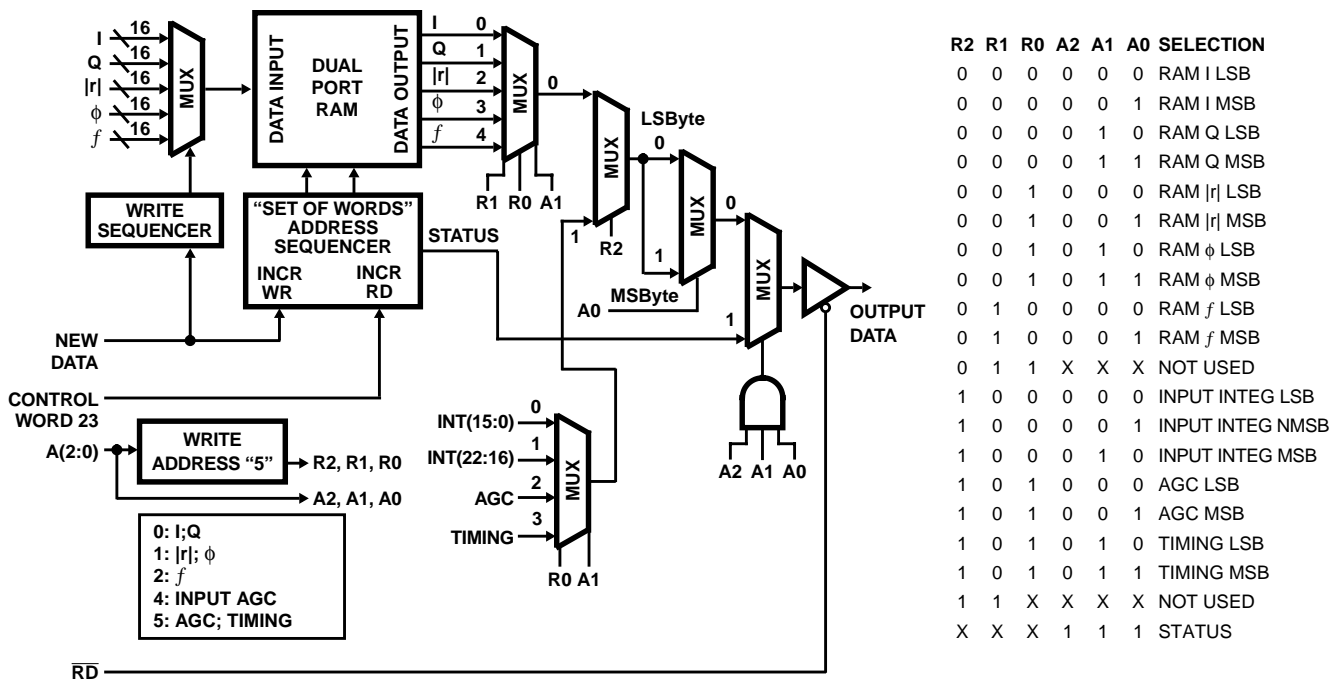 I 16
Q 16
|r| 16
ϕ 16
f 16
MUX
DATA INPUT
DUAL
PORT
RAM
DATA OUTPUT
I 0
Q 1
|r| 2
ϕ 3
f 4
MUX
0
R1 R0 A1
WRITE
SEQUENCER
“SET OF WORDS”
ADDRESS
SEQUENCER
INCR
WR
INCR
RD
STATUS
MUX
1
R2
LSByte
0
1
MSByte
A0
MUX
0
MUX
1
OUTPUT
DATA
A2 A1 A0
NEW
DATA
CONTROL
WORD 23
A(2:0)
WRITE
ADDRESS “5”
R2, R1, R0
A2, A1, A0
0: I;Q
1: |r|; ϕ
2: f
4: INPUT AGC
5: AGC; TIMING
INT(15:0) 0
INT(22:16) 1
AGC 2
TIMING 3
MUX
R0 A1
RD
R2 R1 R0 A2 A1 A0 SELECTION
0 0 0 0 0 0 RAM I LSB
0 0 0 0 0 1 RAM I MSB
0 0 0 0 1 0 RAM Q LSB
0 0 0 0 1 1 RAM Q MSB
0 0 1 0 0 0 RAM |r| LSB
0 0 1 0 0 1 RAM |r| MSB
0 0 1 0 1 0 RAM ϕ LSB
0 0 1 0 1 1 RAM ϕ MSB
0 1 0 0 0 0 RAM f LSB
0 1 0 0 0 1 RAM f MSB
0 1 1 X X X NOT USED
1 0 0 0 0 0 INPUT INTEG LSB
1 0 0 0 0 1 INPUT INTEG NMSB
1 0 0 0 1 0 INPUT INTEG MSB
1 0 1 0 0 0 AGC LSB
1 0 1 0 0 1 AGC MSB
1 0 1 0 1 0 TIMING LSB
1 0 1 0 1 1 TIMING MSB
1 1 X X X X NOT USED
X X X 1 1 1 STATUS